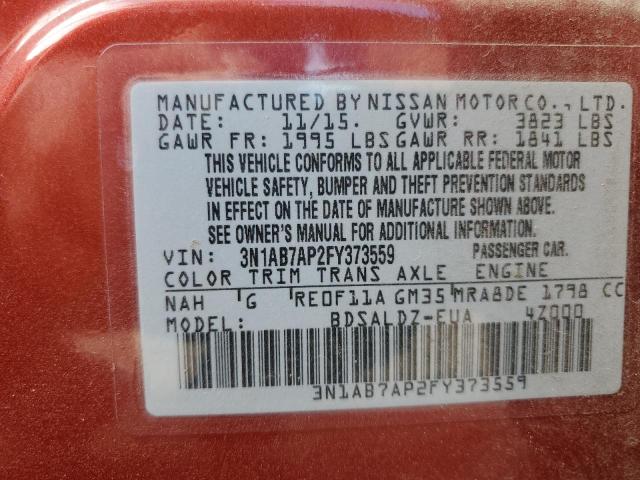 MANUFACTURED BY NISSAN MOTOR CO., LTD.
DATE: 11/15. GVWR: 3823 LBS
GAWR FR: 1995 LBS GAWR RR: 1841 LBS
THIS VEHICLE CONFORMS TO ALL APPLICABLE FEDERAL MOTOR
VEHICLE SAFETY, BUMPER AND THEFT PREVENTION STANDARDS
IN EFFECT ON THE DATE OF MANUFACTURE SHOWN ABOVE.
SEE OWNER'S MANUAL FOR ADDITIONAL INFORMATION.
VIN: 3N1AB7AP2FY373559 PASSENGER CAR.
COLOR TRIM TRANS AXLE ENGINE
NAH G RE0F11A GM35 MRA8DE 1798 CC
MODEL: BDSALDZ-EUA 4Z000
3N1AB7AP2FY373559